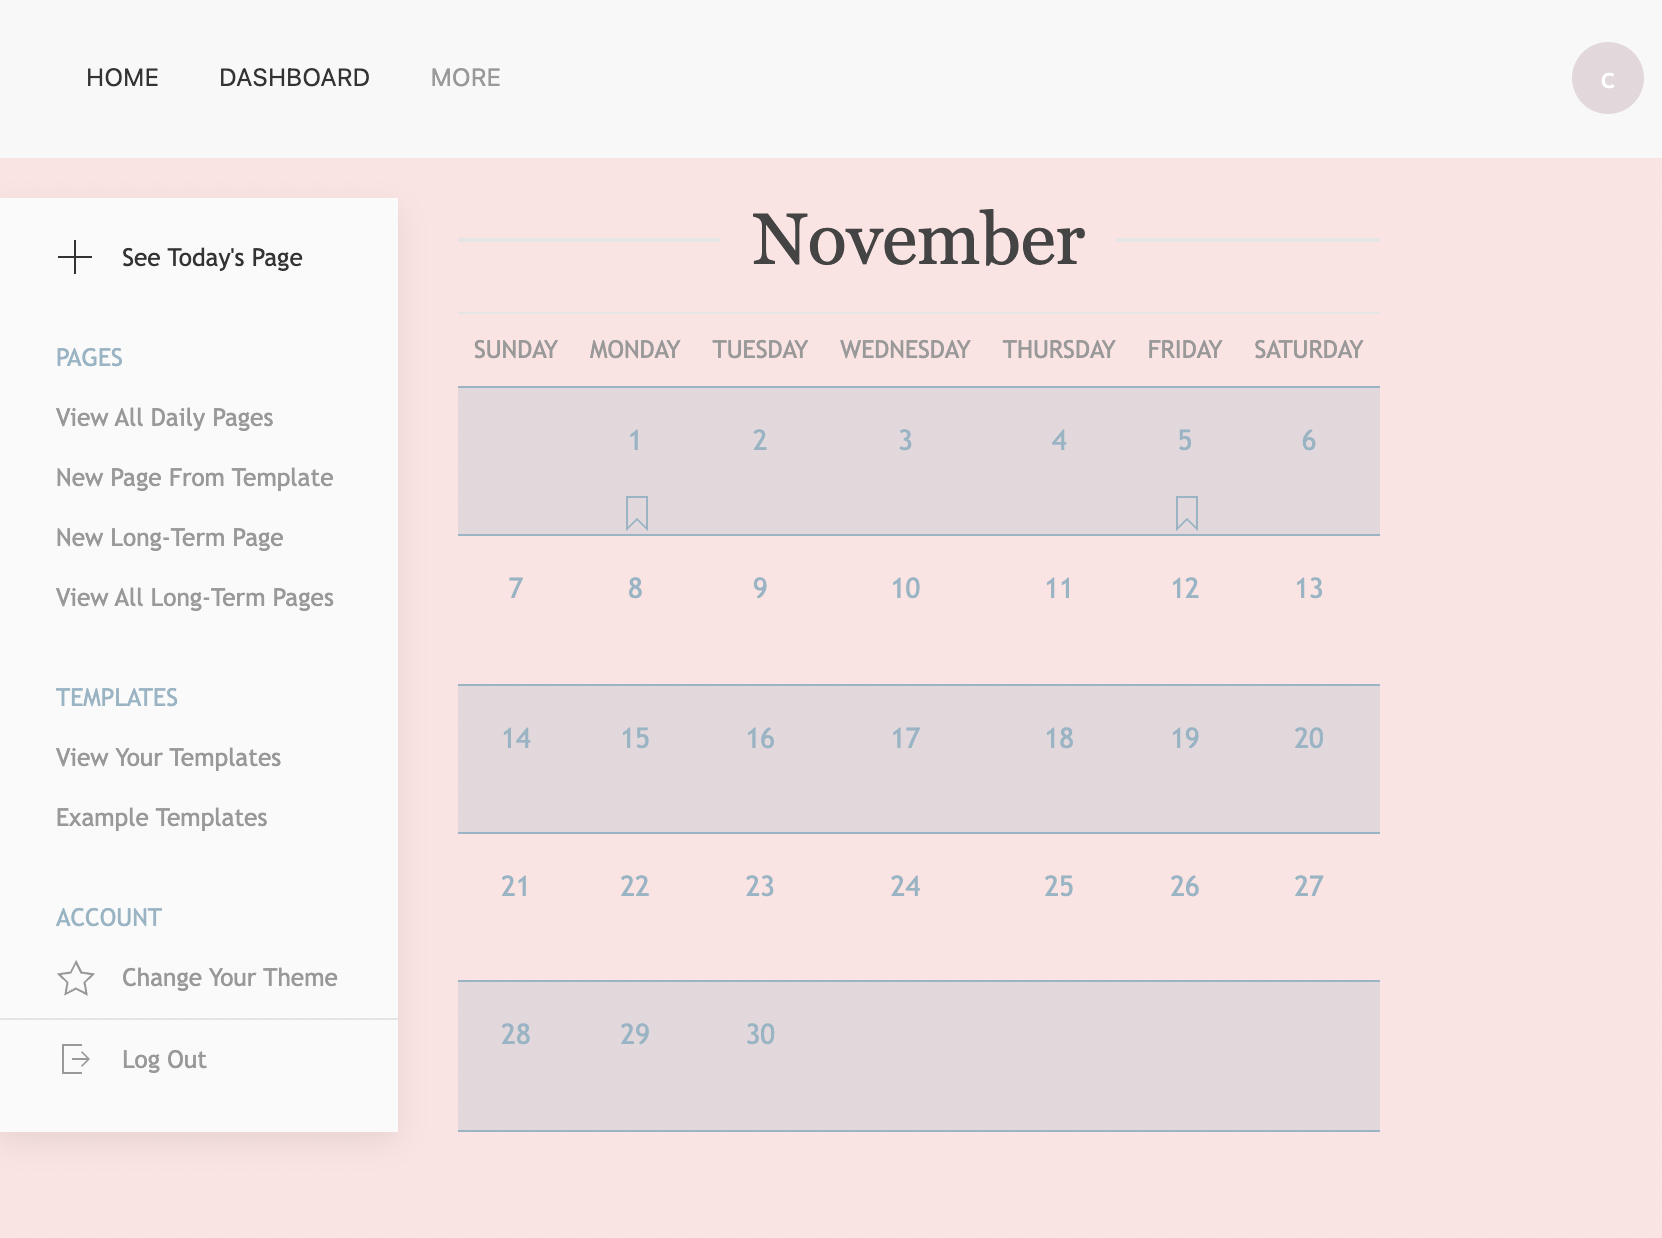 HOME DASHBOARD MORE
C
See Today's Page
PAGES
View All Daily Pages
New Page From Template
New Long-Term Page
View All Long-Term Pages
TEMPLATES
View Your Templates
Example Templates
ACCOUNT
Change Your Theme
Log Out
November
SUNDAY MONDAY TUESDAY WEDNESDAY THURSDAY FRIDAY SATURDAY
1 2 3 4 5 6
7 8 9 10 11 12 13
14 15 16 17 18 19 20
21 22 23 24 25 26 27
28 29 30